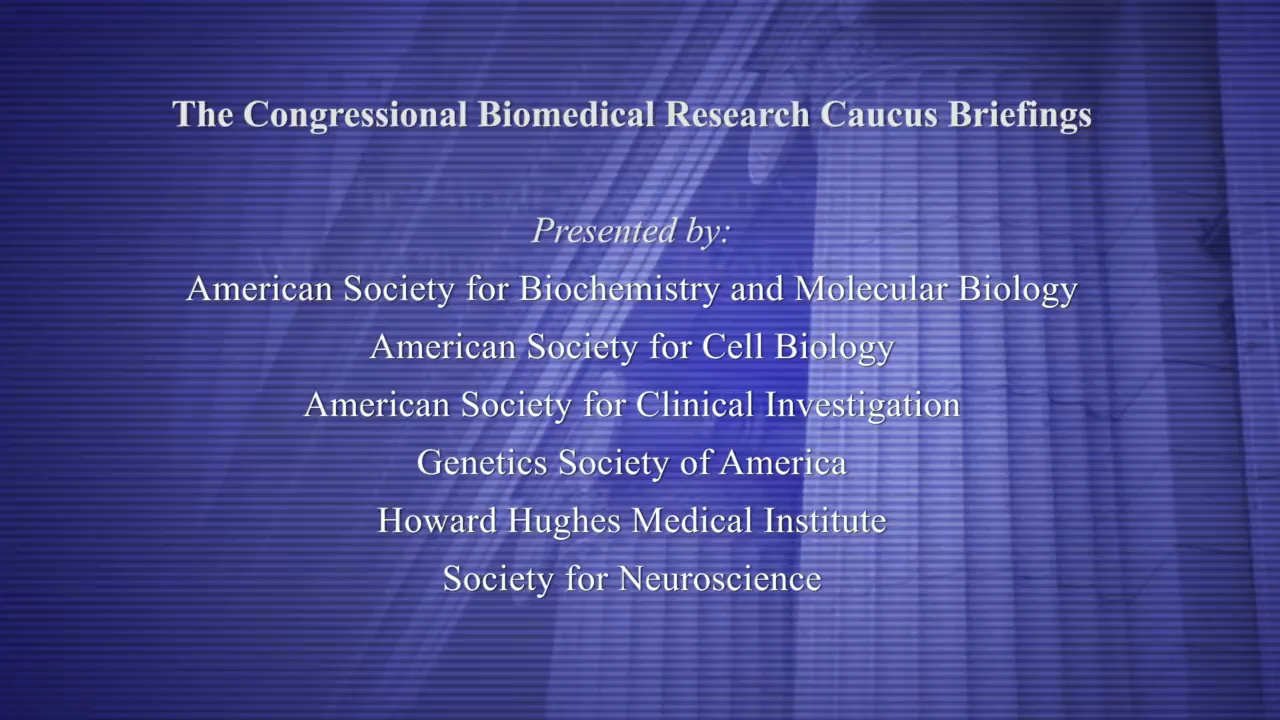 The Congressional Biomedical Research Caucus Briefings
Presented by:
American Society for Biochemistry and Molecular Biology
American Society for Cell Biology
American Society for Clinical Investigation
Genetics Society of America
Howard Hughes Medical Institute
Society for Neuroscience